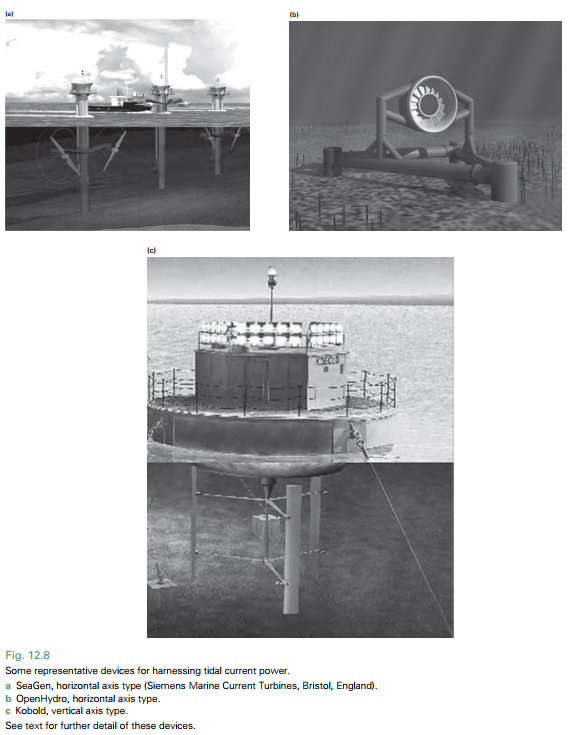 (a)
(b)
(c)
KOBOLD
Fig. 12.8
Some representative devices for harnessing tidal current power.
a SeaGen, horizontal axis type (Siemens Marine Current Turbines, Bristol, England).
b OpenHydro, horizontal axis type.
c Kobold, vertical axis type.
See text for further detail of these devices.